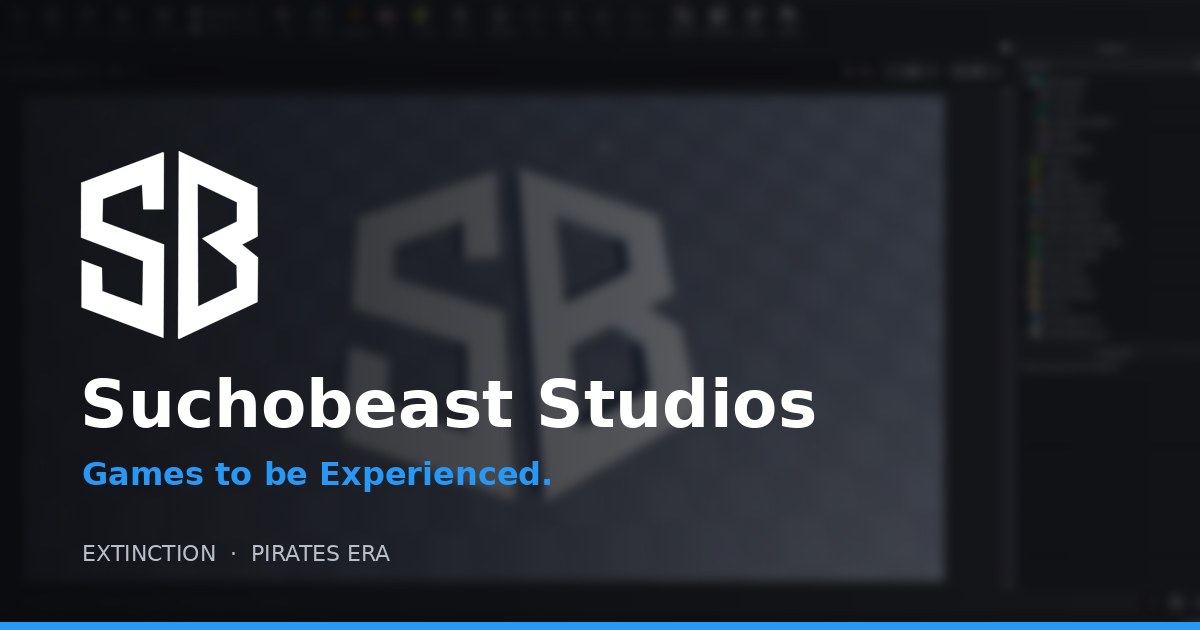 SB
Suchobeast Studios
Games to be Experienced.
EXTINCTION · PIRATES ERA